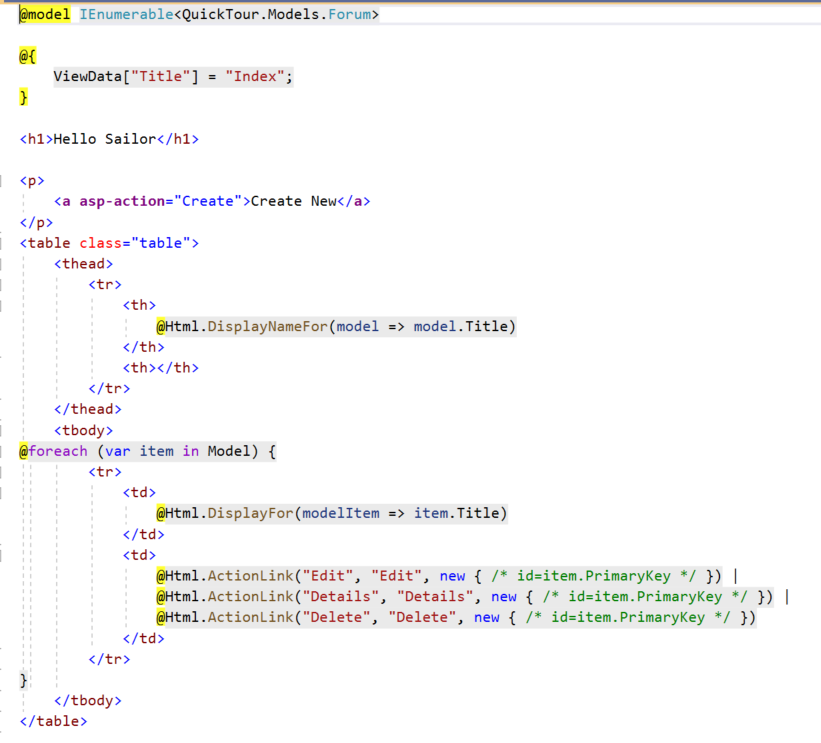 @model IEnumerable<QuickTour.Models.Forum>
@{
ViewData["Title"] = "Index";
}
<h1>Hello Sailor</h1>
<p>
<a asp-action="Create">Create New</a>
</p>
<table class="table">
<thead>
<tr>
<th>
@Html.DisplayNameFor(model => model.Title)
</th>
<th></th>
</tr>
</thead>
<tbody>
@foreach (var item in Model) {
<tr>
<td>
@Html.DisplayFor(modelItem => item.Title)
</td>
<td>
@Html.ActionLink("Edit", "Edit", new { /* id=item.PrimaryKey */ }) |
@Html.ActionLink("Details", "Details", new { /* id=item.PrimaryKey */ }) |
@Html.ActionLink("Delete", "Delete", new { /* id=item.PrimaryKey */ })
</td>
</tr>
}
</tbody>
</table>